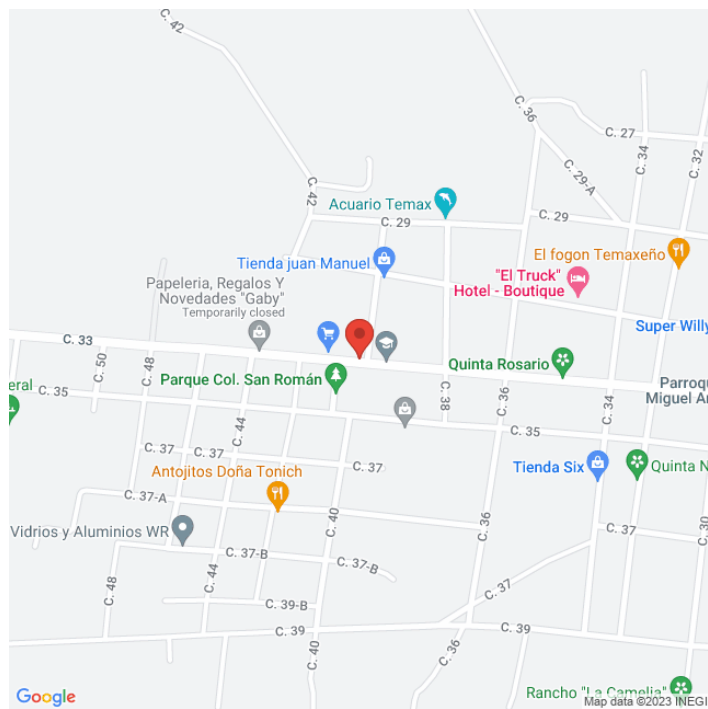 C. 42
C. 36
C. 27
C. 34
C. 32
C. 29-A
C. 42
Acuario Temax
C. 29
C. 29
El fogon Temaxeño
Tienda juan Manuel
"El Truck"
Hotel - Boutique
Papeleria, Regalos Y
Novedades "Gaby"
Temporarily closed
Super Willy
C. 33
C. 50
C. 48
Quinta Rosario
Parque Col. San Román
Parroqu
Miguel Ar
eral
C. 35
C. 44
C. 38
C. 36
C. 34
C. 35
C. 37
C. 37
C. 37
Antojitos Doña Tonich
Tienda Six
Quinta N
C. 37-A
C. 40
C. 36
C. 37
C. 30
Vidrios y Aluminios WR
C. 37-B
C. 37-B
C. 48
C. 44
C. 37
C. 39-B
C. 39
C. 39
C. 40
C. 36
Rancho "La Camelia"
Google
Map data ©2023 INEGI